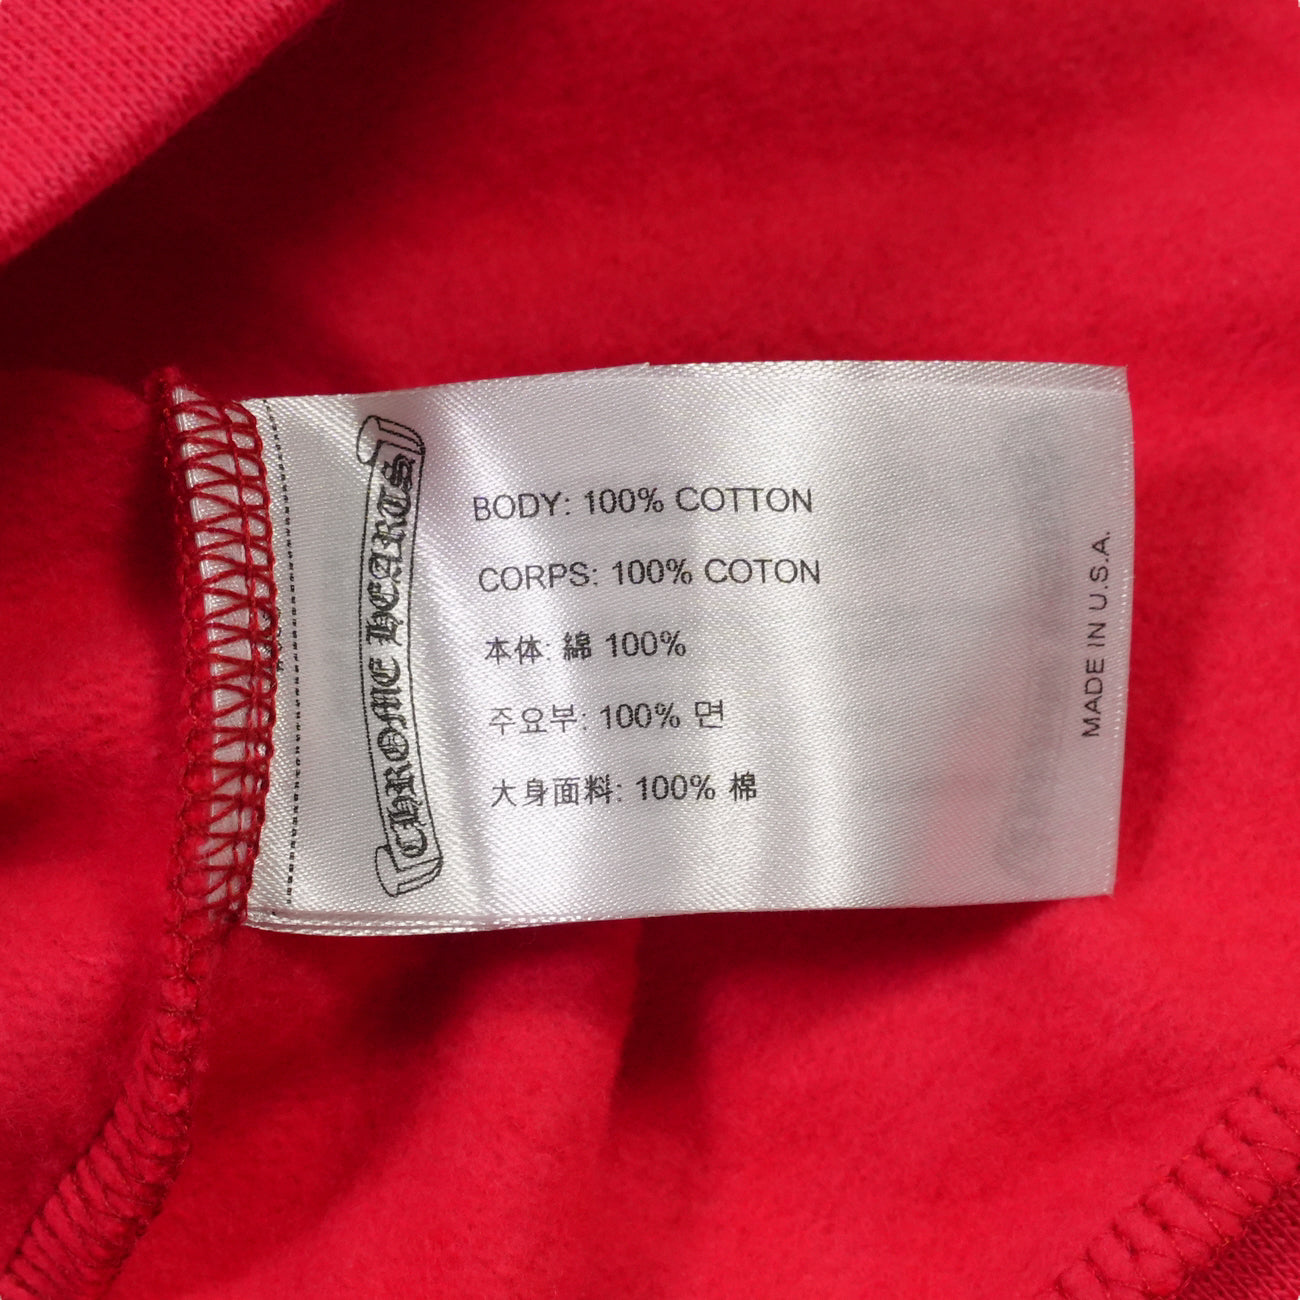 CHROME HEARTS
BODY: 100% COTTON
CORPS: 100% COTON
本体: 綿 100%
주요부: 100% 면
大身面料: 100% 棉
MADE IN U.S.A.